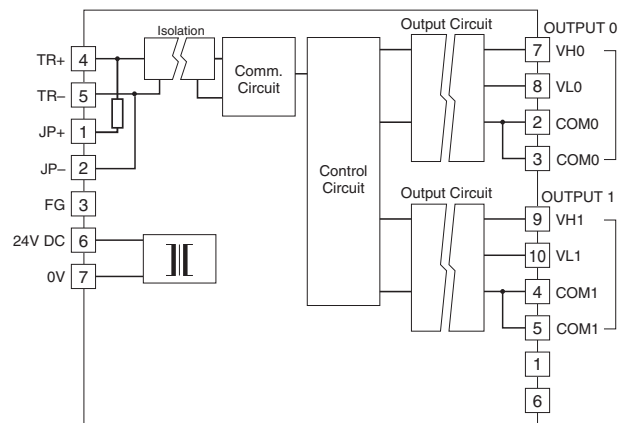 Isolation
Output Circuit
OUTPUT 0
TR+ 4
TR– 5
JP+ 1
JP– 2
FG 3
24V DC 6
0V 7
Comm.
Circuit
Control
Circuit
7 VH0
8 VL0
2 COM0
3 COM0
Output Circuit
OUTPUT 1
9 VH1
10 VL1
4 COM1
5 COM1
1
6